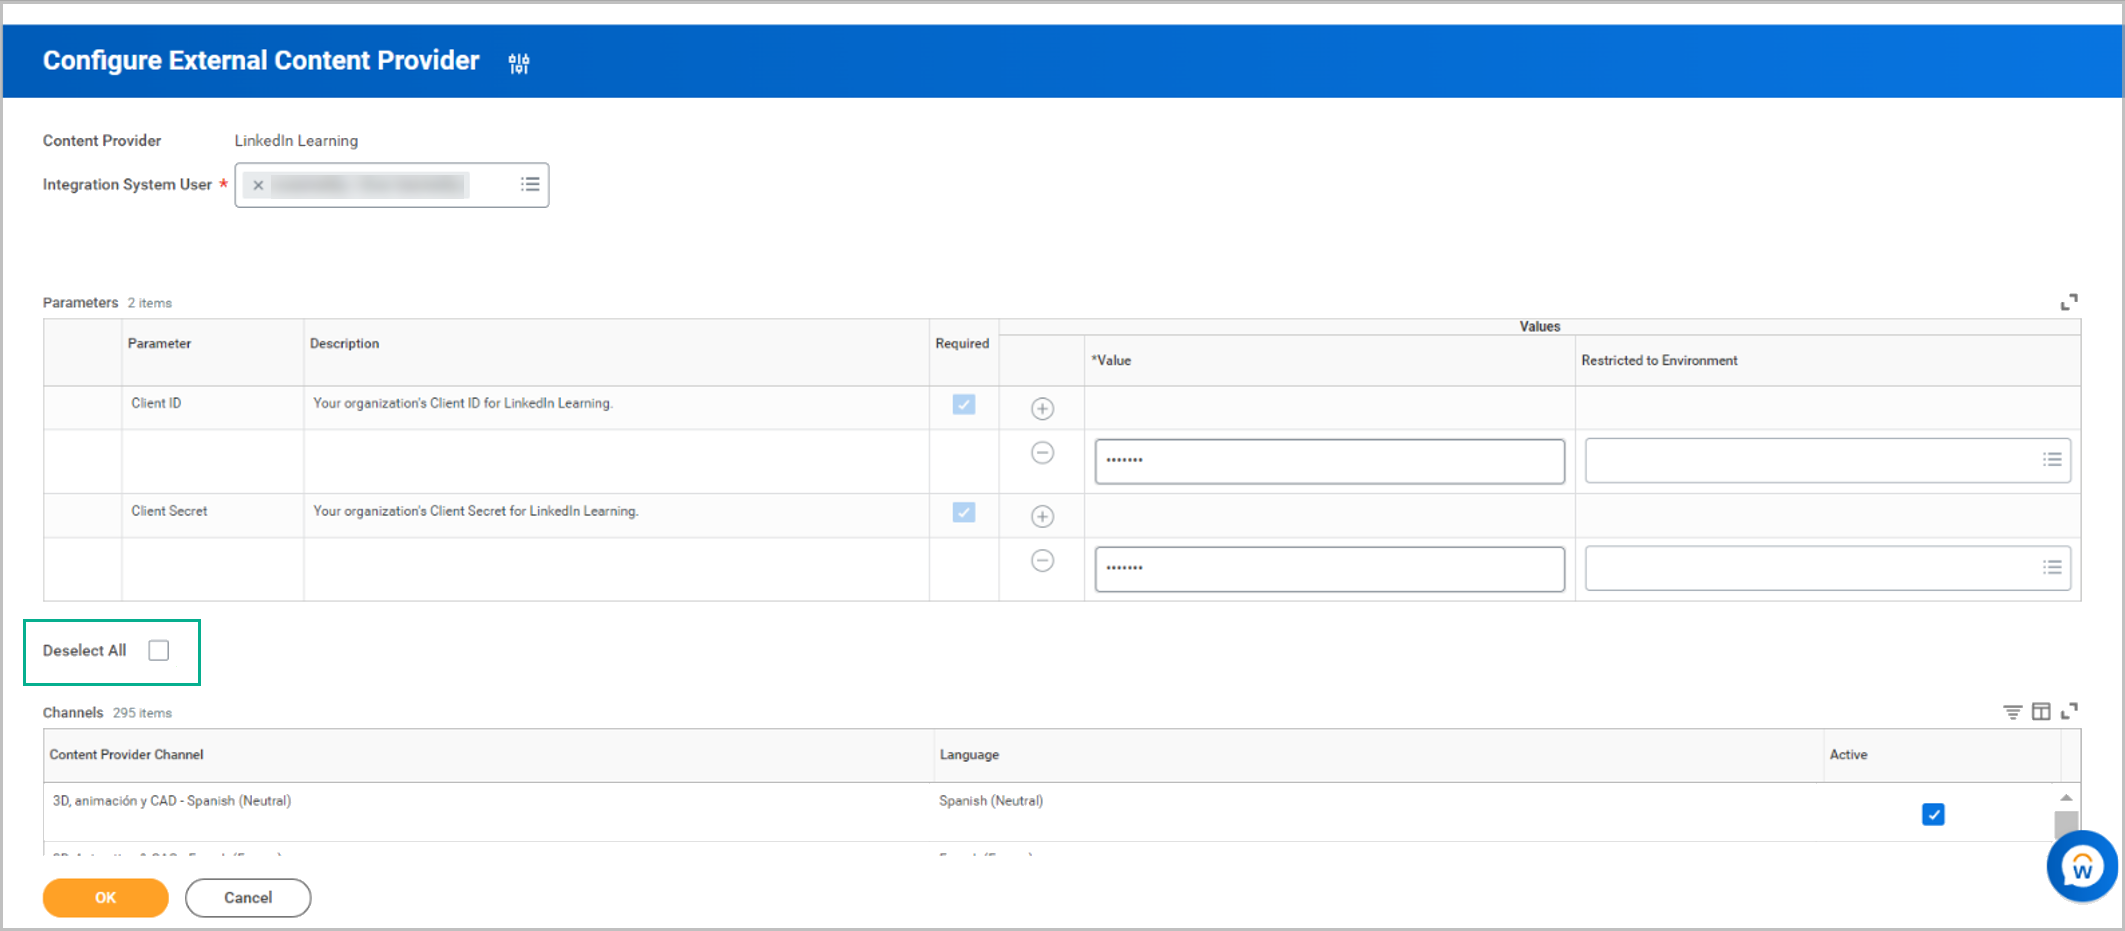 Configure External Content Provider
Content Provider LinkedIn Learning
Integration System User *
Parameters 2 items
Values
Parameter Description Required *Value Restricted to Environment
Client ID Your organization's Client ID for LinkedIn Learning.
•••••••
Client Secret Your organization's Client Secret for LinkedIn Learning.
•••••••
Deselect All
Channels 295 items
Content Provider Channel Language Active
3D, animación y CAD - Spanish (Neutral) Spanish (Neutral)
OK Cancel
W